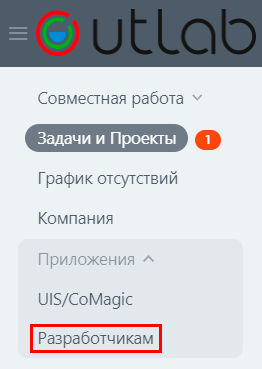 utlab
Совместная работа
Задачи и Проекты 1
График отсутствий
Компания
Приложения
UIS/CoMagic
Разработчикам